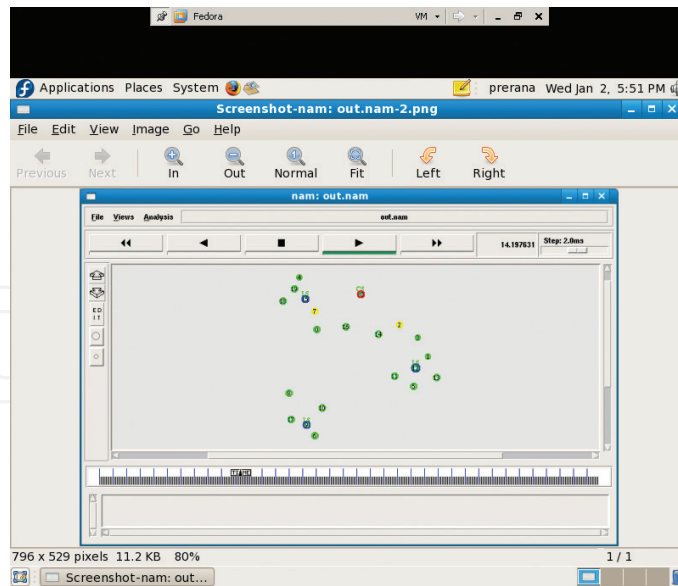 Fedora VM
Applications Places System prerana Wed Jan 2, 5:51 PM
Screenshot-nam: out.nam-2.png
File Edit View Image Go Help
Previous Next In Out Normal Fit Left Right
nam: out.nam
File Views Analysis out.nam
14.197631 Step: 2.0ms
ED
IT
TIME
796 x 529 pixels 11.2 KB 80% 1 / 1
Screenshot-nam: out...